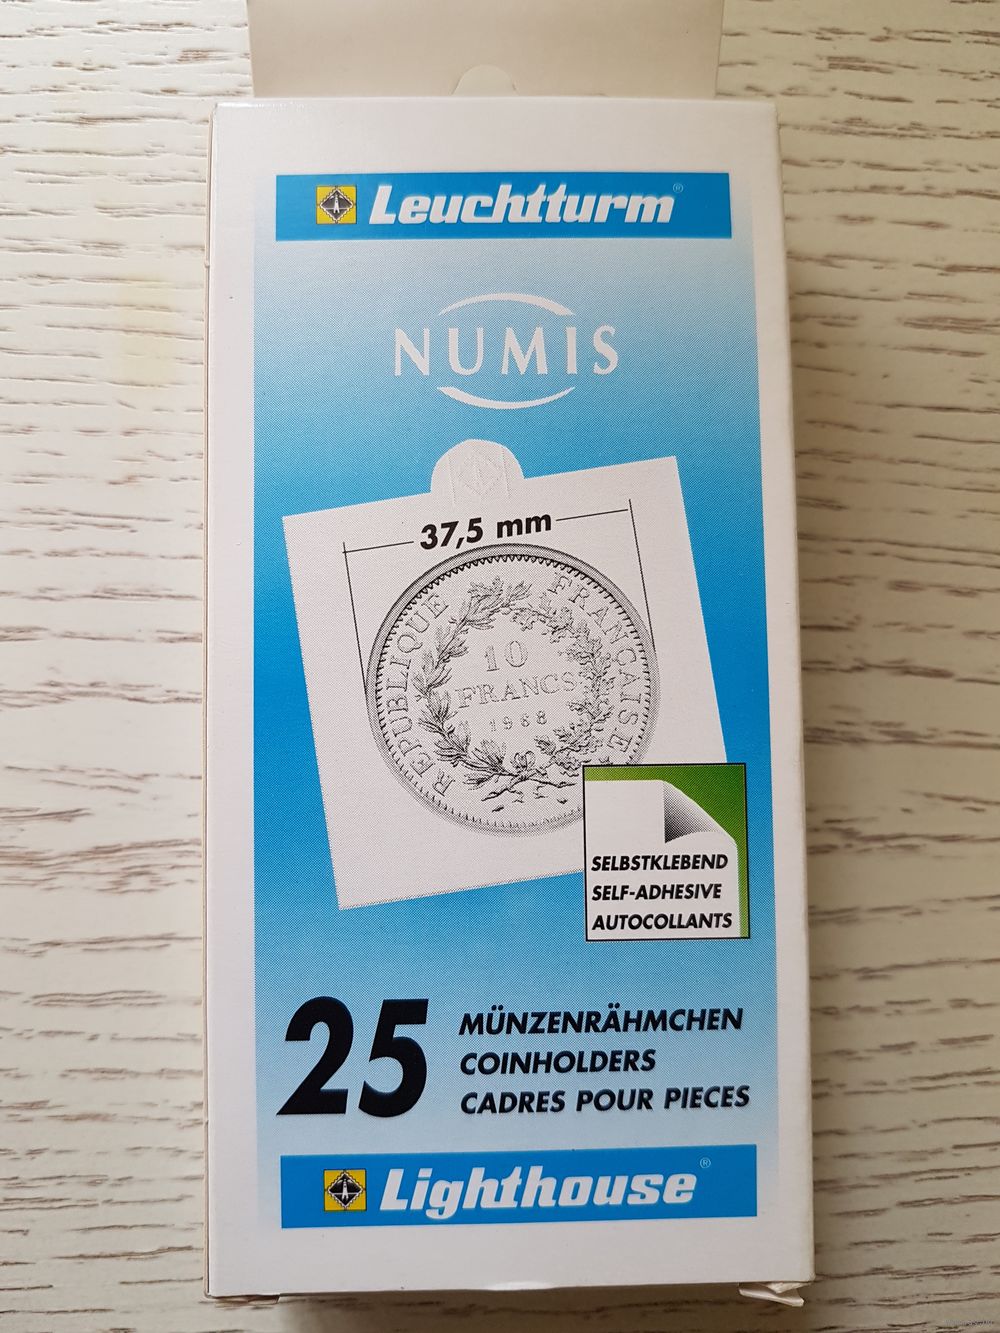 Leuchtturm®
NUMIS
37,5 mm
REPUBLIQUE FRANÇAISE
10
FRANCS
1968
SELBSTKLEBEND
SELF-ADHESIVE
AUTOCOLLANTS
25
MÜNZENRÄHMCHEN
COINHOLDERS
CADRES POUR PIECES
Lighthouse®